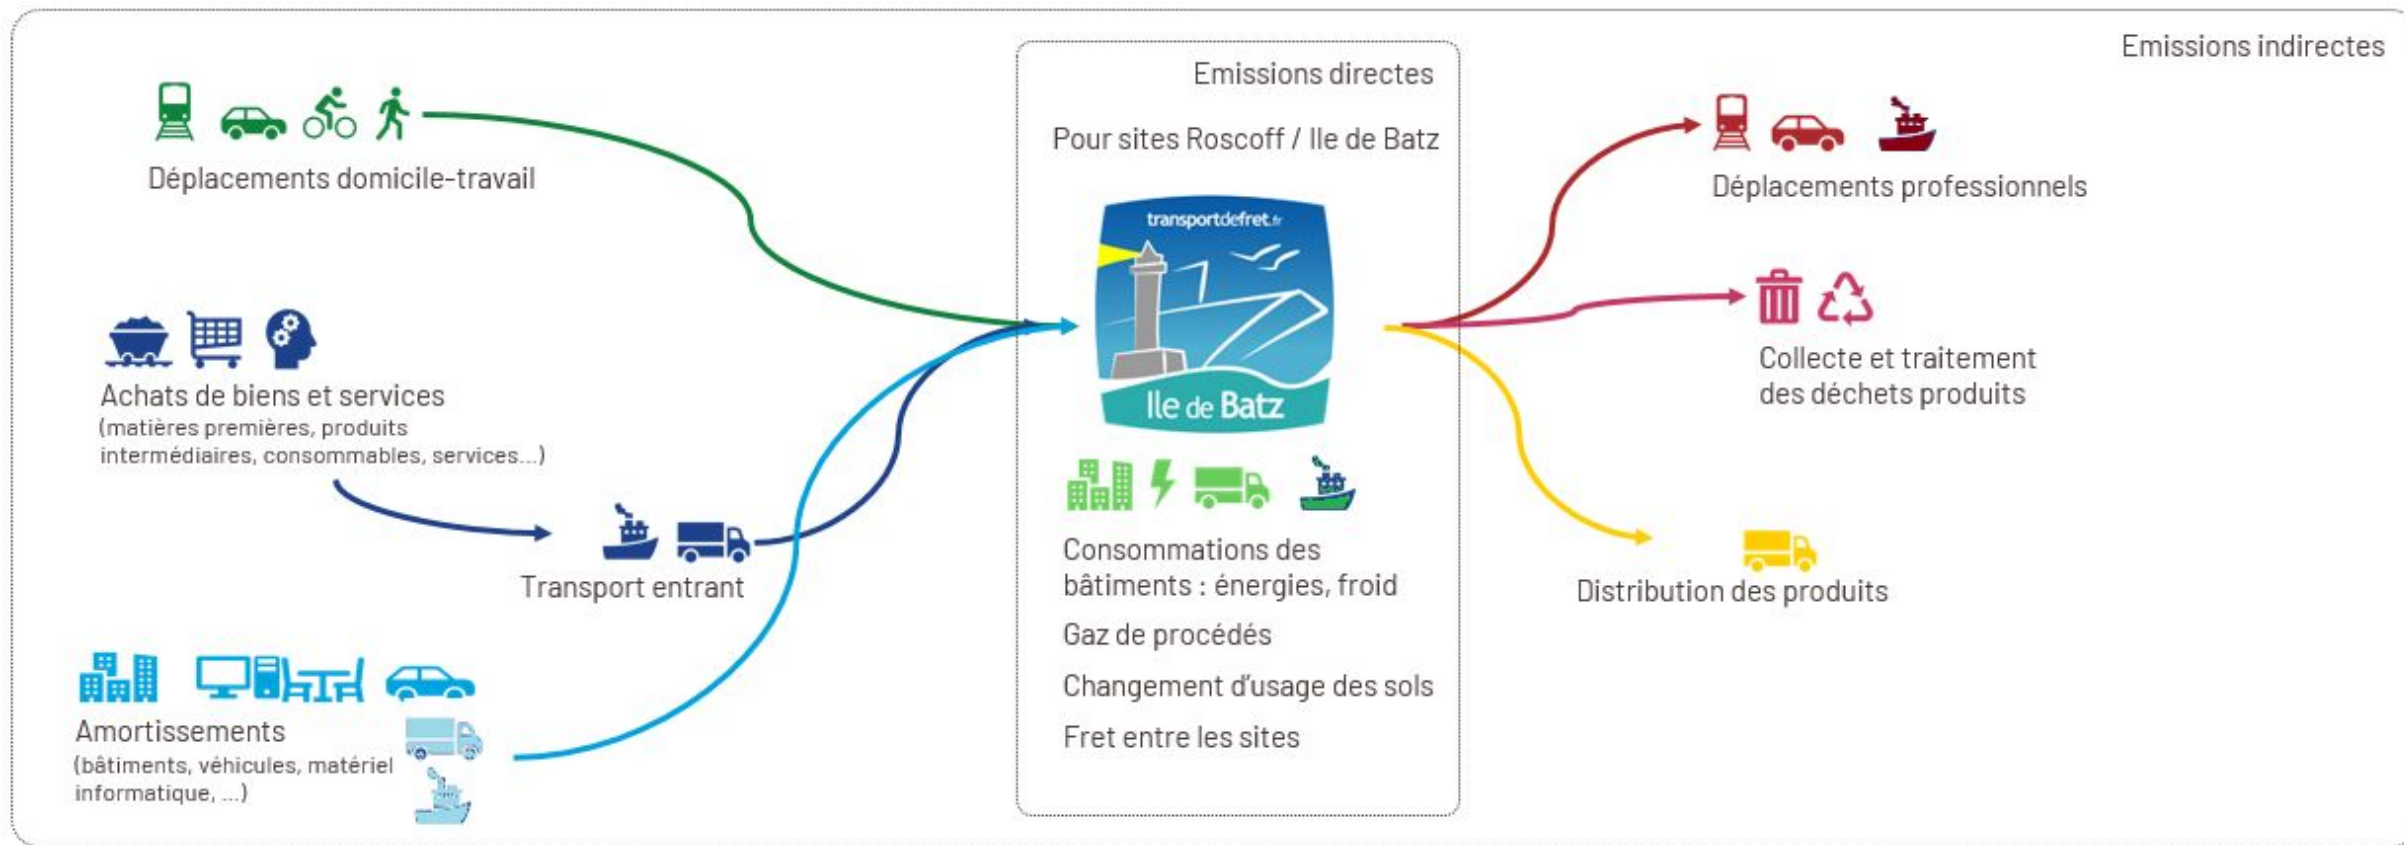 Emissions indirectes
Emissions directes
Pour sites Roscoff / Ile de Batz
transportdefret.fr
Ile de Batz
Consommations des
bâtiments : énergies, froid
Gaz de procédés
Changement d'usage des sols
Fret entre les sites
Déplacements domicile-travail
Achats de biens et services
(matières premières, produits
intermédiaires, consommables, services...)
Transport entrant
Amortissements
(bâtiments, véhicules, matériel
informatique, ...)
Déplacements professionnels
Collecte et traitement
des déchets produits
Distribution des produits